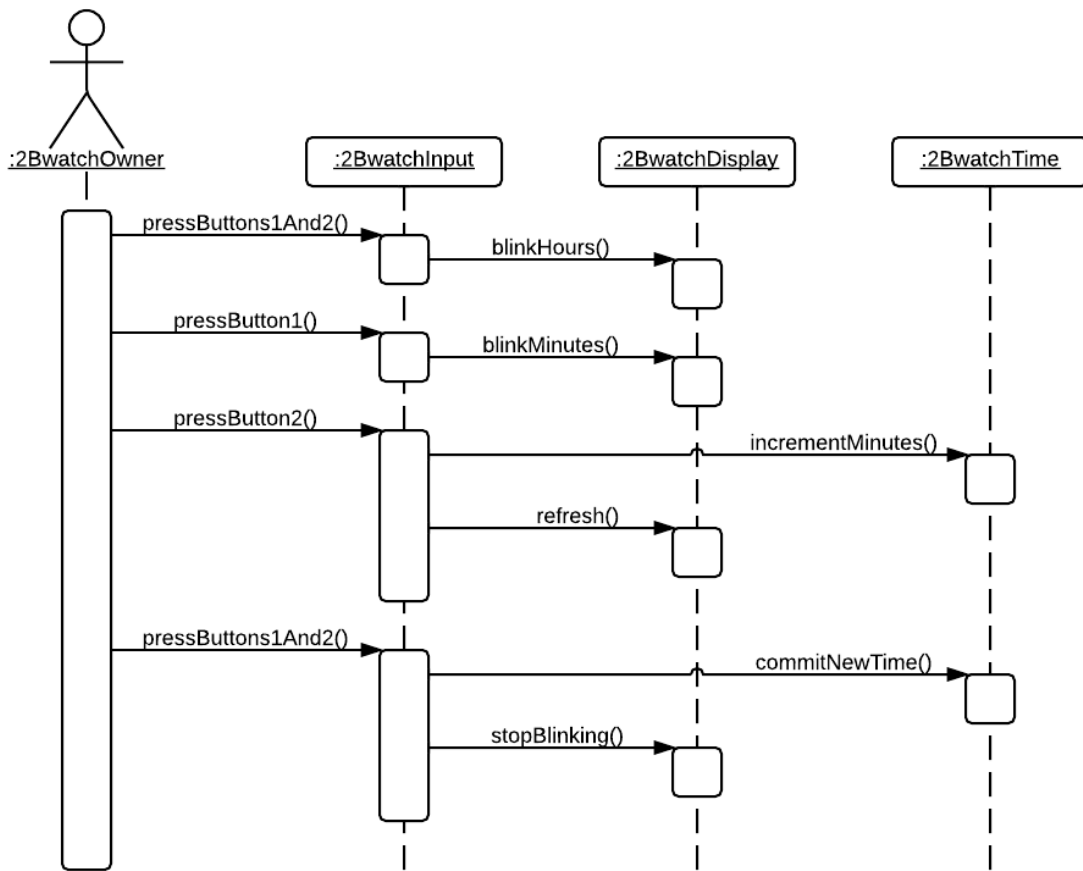 :2BwatchOwner
:2BwatchInput
:2BwatchDisplay
:2BwatchTime
pressButtons1And2()
blinkHours()
pressButton1()
blinkMinutes()
pressButton2()
incrementMinutes()
refresh()
pressButtons1And2()
commitNewTime()
stopBlinking()